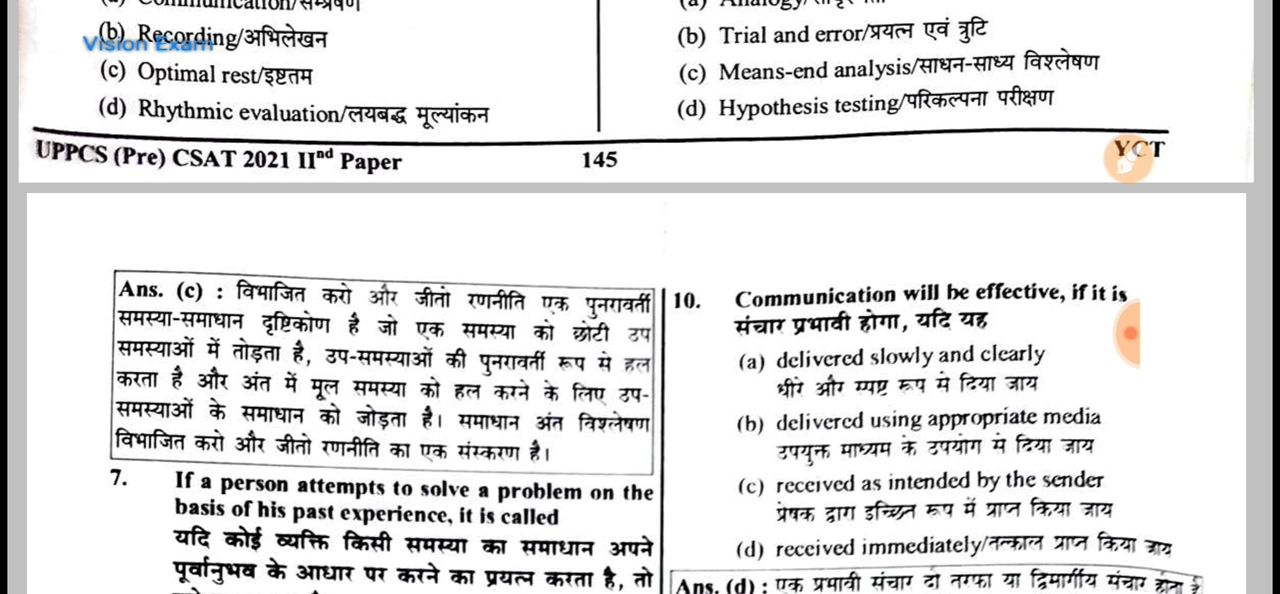 (b) Recording/अभिलेखन
Vision Exam
(c) Optimal rest/इष्टतम
(d) Rhythmic evaluation/लयबद्ध मूल्यांकन
(b) Trial and error/प्रयत्न एवं त्रुटि
(c) Means-end analysis/साधन-साध्य विश्लेषण
(d) Hypothesis testing/परिकल्पना परीक्षण
UPPCS (Pre) CSAT 2021 IInd Paper
145
YCT
Ans. (c) : विभाजित करो और जीतो रणनीति एक पुनरावर्ती
समस्या-समाधान दृष्टिकोण है जो एक समस्या को छोटी उप
समस्याओं में तोड़ता है, उप-समस्याओं की पुनरावर्ती रूप से हल
करता है और अंत में मूल समस्या को हल करने के लिए उप-
समस्याओं के समाधान को जोड़ता है। समाधान अंत विश्लेषण
विभाजित करो और जीतो रणनीति का एक संस्करण है।
7. If a person attempts to solve a problem on the
basis of his past experience, it is called
यदि कोई व्यक्ति किसी समस्या का समाधान अपने
पूर्वानुभव के आधार पर करने का प्रयत्न करता है, तो
10. Communication will be effective, if it is
संचार प्रभावी होगा, यदि यह
(a) delivered slowly and clearly
धीरे और स्पष्ट रूप से दिया जाय
(b) delivered using appropriate media
उपयुक्त माध्यम के उपयोग से दिया जाय
(c) received as intended by the sender
प्रेषक द्वारा इच्छित रूप में प्राप्त किया जाय
(d) received immediately/तत्काल प्राप्त किया जाय
Ans. (d) : एक प्रभावी संचार दो तरफा या द्विमार्गीय संचार होता है